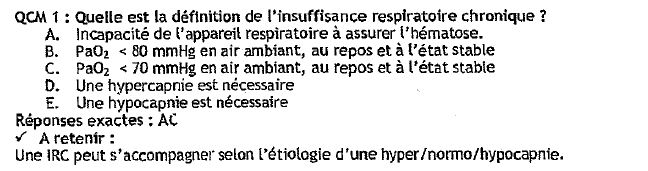 QCM 1 : Quelle est la définition de l'insuffisance respiratoire chronique ?
A. Incapacité de l'appareil respiratoire à assurer l'hématose.
B. PaO₂ < 80 mmHg en air ambiant, au repos et à l'état stable
C. PaO₂ < 70 mmHg en air ambiant, au repos et à l'état stable
D. Une hypercapnie est nécessaire
E. Une hypocapnie est nécessaire
Réponses exactes : AC
✓ A retenir :
Une IRC peut s'accompagner selon l'étiologie d'une hyper/normo/hypocapnie.